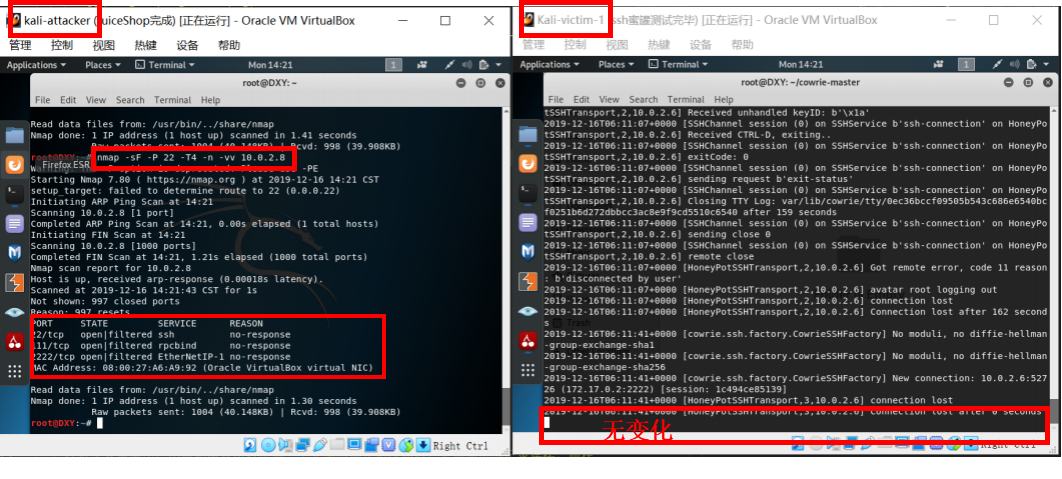 kali-attacker (JuiceShop完成) [正在运行] - Oracle VM VirtualBox
管理 控制 视图 热键 设备 帮助
Applications Places Terminal Mon 14:21 1
root@DXY: ~
File Edit View Search Terminal Help
Read data files from: /usr/bin/../share/nmap
Nmap done: 1 IP address (1 host up) scanned in 1.41 seconds
Raw packets sent: 1004 (40.148KB) | Rcvd: 998 (39.908KB)
root@DXY:~# nmap -sF -P 22 -T4 -n -vv 10.0.2.8
Firefox ESR
-PE
Starting Nmap 7.80 ( https://nmap.org ) at 2019-12-16 14:21 CST
setup_target: failed to determine route to 22 (0.0.0.22)
Initiating ARP Ping Scan at 14:21
Scanning 10.0.2.8 [1 port]
Completed ARP Ping Scan at 14:21, 0.00s elapsed (1 total hosts)
Initiating FIN Scan at 14:21
Scanning 10.0.2.8 [1000 ports]
Completed FIN Scan at 14:21, 1.21s elapsed (1000 total ports)
Nmap scan report for 10.0.2.8
Host is up, received arp-response (0.00018s latency).
Scanned at 2019-12-16 14:21:43 CST for 1s
Not shown: 997 closed ports
Reason: 997 resets
PORT STATE SERVICE REASON
22/tcp open|filtered ssh no-response
111/tcp open|filtered rpcbind no-response
2222/tcp open|filtered EtherNetIP-1 no-response
MAC Address: 08:00:27:A6:A9:92 (Oracle VirtualBox virtual NIC)
Read data files from: /usr/bin/../share/nmap
Nmap done: 1 IP address (1 host up) scanned in 1.30 seconds
Raw packets sent: 1004 (40.148KB) | Rcvd: 998 (39.908KB)
root@DXY:~#
Right Ctrl
Kali-victim-1 (ssh蜜罐测试完毕) [正在运行] - Oracle VM VirtualBox
管理 控制 视图 热键 设备 帮助
Applications Places Terminal Mon 14:21 1
root@DXY: ~/cowrie-master
File Edit View Search Terminal Help
tSSHTransport,2,10.0.2.6] Received unhandled keyID: b'\x1a'
2019-12-16T06:11:07+0000 [SSHChannel session (0) on SSHService b'ssh-connection' on HoneyPo
tSSHTransport,2,10.0.2.6] Received CTRL-D, exiting..
2019-12-16T06:11:07+0000 [SSHChannel session (0) on SSHService b'ssh-connection' on HoneyPo
tSSHTransport,2,10.0.2.6] exitCode: 0
2019-12-16T06:11:07+0000 [SSHChannel session (0) on SSHService b'ssh-connection' on HoneyPo
tSSHTransport,2,10.0.2.6] sending request b'exit-status'
2019-12-16T06:11:07+0000 [SSHChannel session (0) on SSHService b'ssh-connection' on HoneyPo
tSSHTransport,2,10.0.2.6] Closing TTY Log: var/lib/cowrie/tty/0ec36bccf09505b543c686e6540bc
f0251b6d272dbbcc3ac8e9f9cd5510c6540 after 159 seconds
2019-12-16T06:11:07+0000 [SSHChannel session (0) on SSHService b'ssh-connection' on HoneyPo
tSSHTransport,2,10.0.2.6] sending close 0
2019-12-16T06:11:07+0000 [SSHChannel session (0) on SSHService b'ssh-connection' on HoneyPo
tSSHTransport,2,10.0.2.6] remote close
2019-12-16T06:11:07+0000 [HoneyPotSSHTransport,2,10.0.2.6] Got remote error, code 11 reason
: b'disconnected by user'
2019-12-16T06:11:07+0000 [HoneyPotSSHTransport,2,10.0.2.6] avatar root logging out
2019-12-16T06:11:07+0000 [HoneyPotSSHTransport,2,10.0.2.6] connection lost
2019-12-16T06:11:07+0000 [HoneyPotSSHTransport,2,10.0.2.6] Connection lost after 162 second
s Trash
2019-12-16T06:11:41+0000 [cowrie.ssh.factory.CowrieSSHFactory] No moduli, no diffie-hellman
-group-exchange-sha1
2019-12-16T06:11:41+0000 [cowrie.ssh.factory.CowrieSSHFactory] No moduli, no diffie-hellman
-group-exchange-sha256
2019-12-16T06:11:41+0000 [cowrie.ssh.factory.CowrieSSHFactory] New connection: 10.0.2.6:527
26 (172.17.0.2:2222) [session: 1c494ce85139]
2019-12-16T06:11:41+0000 [HoneyPotSSHTransport,3,10.0.2.6] connection lost
2019-12-16T06:11:41+0000 [HoneyPotSSHTransport,3,10.0.2.6] Connection lost after 0 seconds
无变化
Right Ctrl